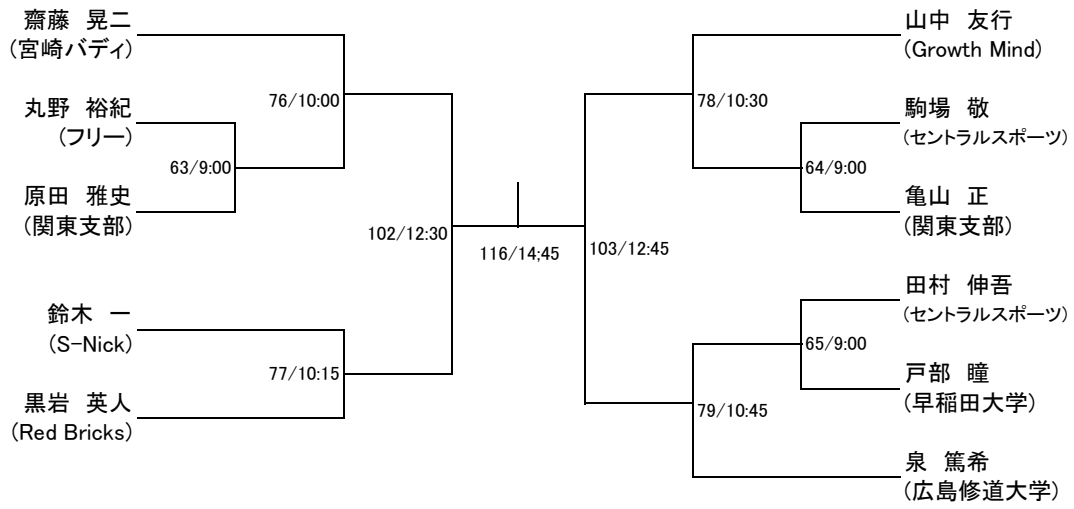 齋藤　晃二
(宮崎バディ)
76/10:00
丸野　裕紀
(フリー)
63/9:00
原田　雅史
(関東支部)
102/12:30
鈴木　一
(S-Nick)
77/10:15
黒岩　英人
(Red Bricks)
116/14;45
山中　友行
(Growth Mind)
78/10:30
駒場　敬
(セントラルスポーツ)
64/9:00
亀山　正
(関東支部)
103/12:45
田村　伸吾
(セントラルスポーツ)
65/9:00
戸部　瞳
(早稲田大学)
79/10:45
泉　篤希
(広島修道大学)